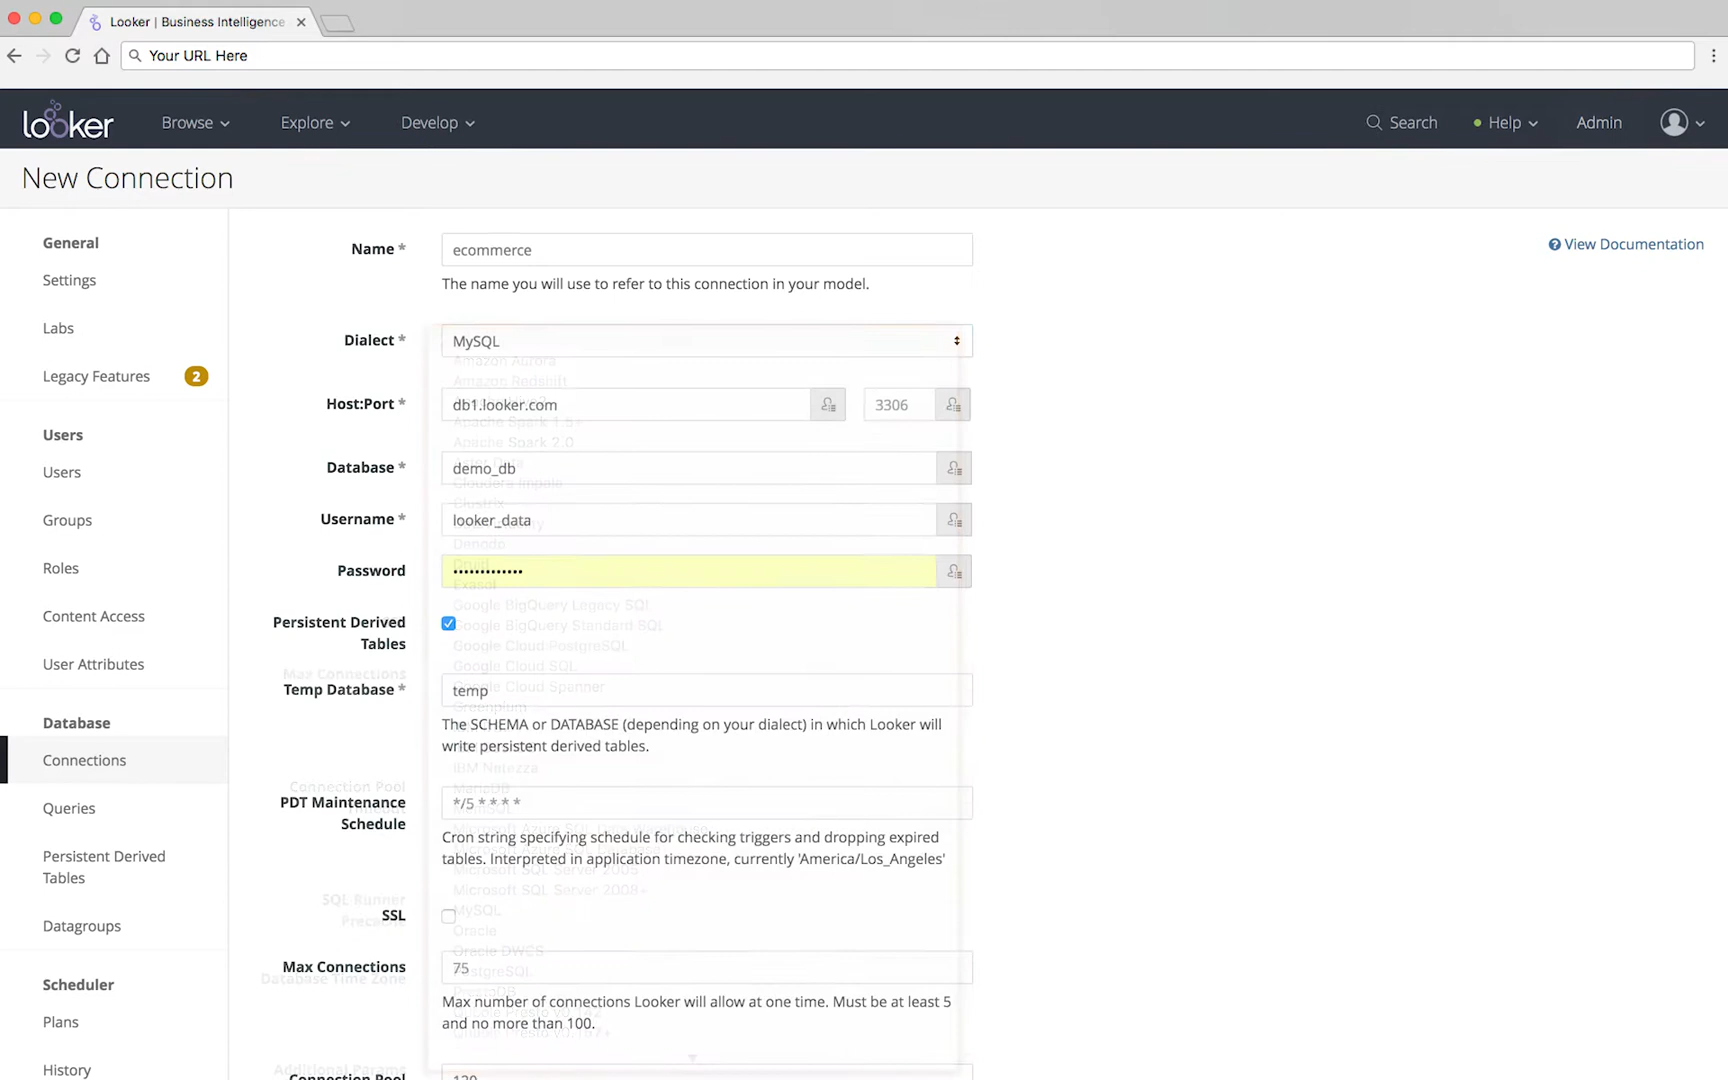 Looker | Business Intelligence
Your URL Here
looker
Browse
Explore
Develop
Search
Help
Admin
New Connection
General
Settings
Labs
Legacy Features
2
Users
Users
Groups
Roles
Content Access
User Attributes
Database
Connections
Queries
Persistent Derived
Tables
Datagroups
Scheduler
Plans
History
View Documentation
Name *
ecommerce
The name you will use to refer to this connection in your model.
Dialect *
MySQL
Amazon Aurora
Amazon Redshift
Host:Port *
db1.looker.com
3306
Apache Spark 1.5+
Apache Spark 2.0
Database *
demo_db
Cloudera Impala
Clustrix
Username *
looker_data
Denodo
Password
•••••••••••••
Exasol
Google BigQuery Legacy SQL
Persistent Derived
Tables
Google BigQuery Standard SQL
Google Cloud PostgreSQL
Google Cloud SQL
Max Connections
Google Cloud Spanner
Temp Database *
temp
Greenplum
The SCHEMA or DATABASE (depending on your dialect) in which Looker will
write persistent derived tables.
IBM Netezza
MariaDB
Connection Pool
PDT Maintenance
Schedule
*/5 * * * *
Cron string specifying schedule for checking triggers and dropping expired
tables. Interpreted in application timezone, currently 'America/Los_Angeles'
Microsoft SQL Server 2005
Microsoft SQL Server 2008+
SQL Runner
SSL
MySQL
Oracle
Oracle DWCS
Max Connections
75
PostgreSQL
Database Time Zone
PrestoDB
Max number of connections Looker will allow at one time. Must be at least 5
and no more than 100.
Additional Params
Connection Pool
120